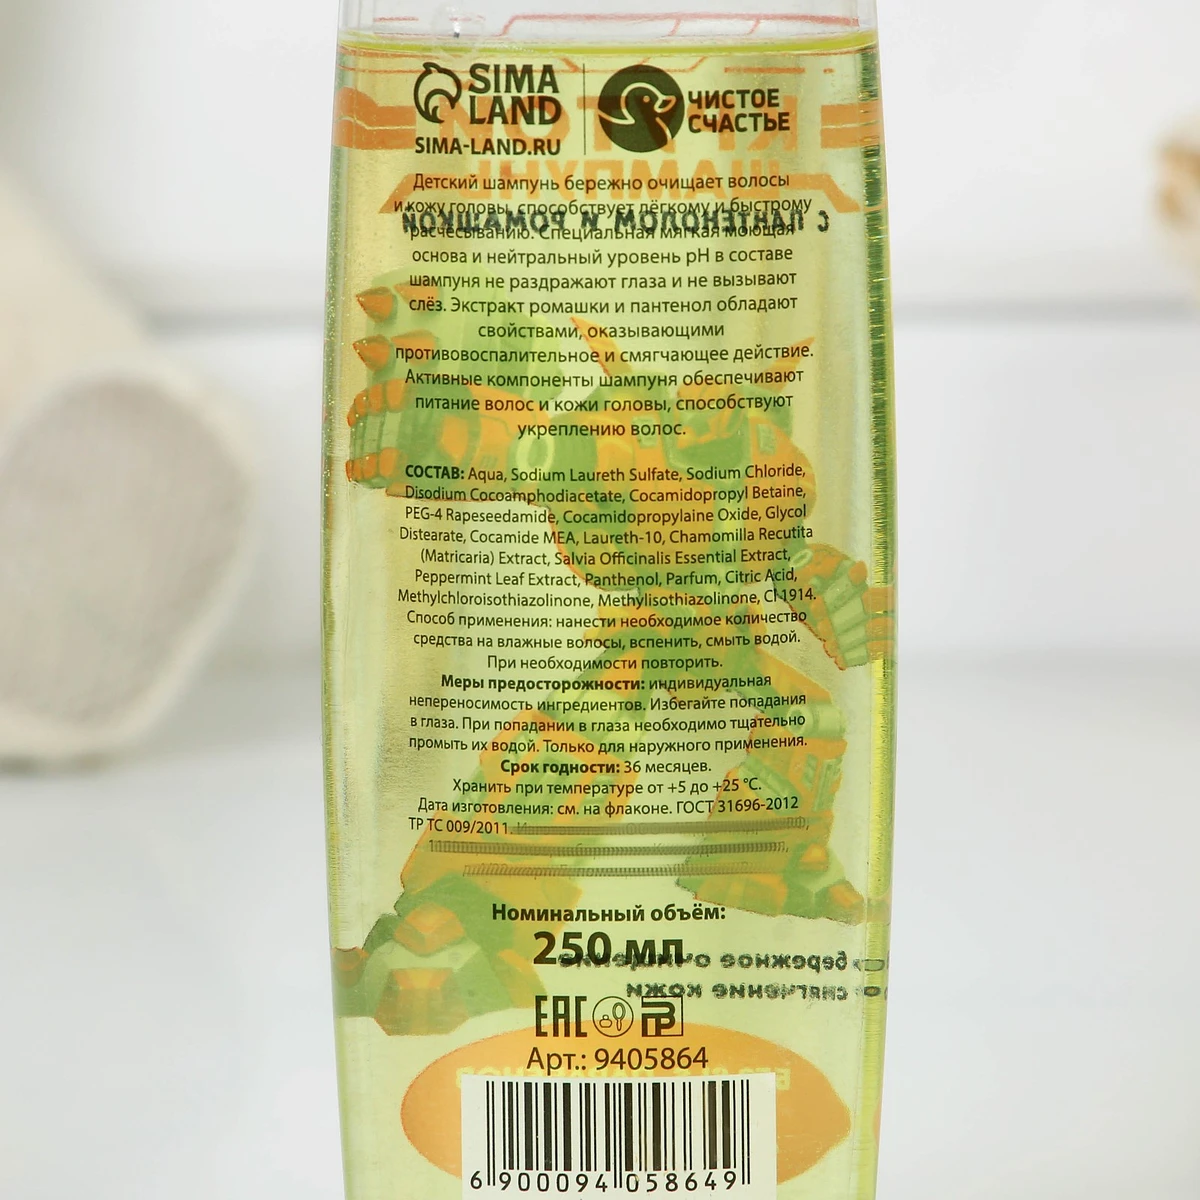 SIMA
LAND
SIMA-LAND.RU
ЧИСТОЕ
СЧАСТЬЕ
Детский шампунь бережно очищает волосы
и кожу головы, способствует лёгкому и быстрому
расчёсыванию. Специальная мягкая моющая
основа и нейтральный уровень pH в составе
шампуня не раздражают глаза и не вызывают
слёз. Экстракт ромашки и пантенол обладают
свойствами, оказывающими
противовоспалительное и смягчающее действие.
Активные компоненты шампуня обеспечивают
питание волос и кожи головы, способствуют
укреплению волос.
С ПАНТЕНОЛОМ И РОМАШКОЙ
СОСТАВ: Aqua, Sodium Laureth Sulfate, Sodium Chloride,
Disodium Cocoamphodiacetate, Cocamidopropyl Betaine,
PEG-4 Rapeseedamide, Cocamidopropylaine Oxide, Glycol
Distearate, Cocamide MEA, Laureth-10, Chamomilla Recutita
(Matricaria) Extract, Salvia Officinalis Essential Extract,
Peppermint Leaf Extract, Panthenol, Parfum, Citric Acid,
Methylchloroisothiazolinone, Methylisothiazolinone, Cl 1914.
Способ применения: нанести необходимое количество
средства на влажные волосы, вспенить, смыть водой.
При необходимости повторить.
Меры предосторожности: индивидуальная
непереносимость ингредиентов. Избегайте попадания
в глаза. При попадании в глаза необходимо тщательно
промыть их водой. Только для наружного применения.
Срок годности: 36 месяцев.
Хранить при температуре от +5 до +25 °C.
Дата изготовления: см. на флаконе. ГОСТ 31696-2012
ТР ТС 009/2011.
Номинальный объём:
250 мл
бережное очищение
смягчение кожи
EAC
Арт.: 9405864
6 900094 058649